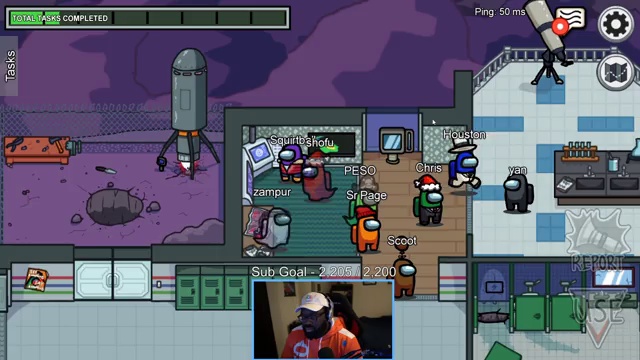 TOTAL TASKS COMPLETED
Ping: 50 ms
Tasks
Houston
shofu
PESO
Chris
yan
zampur
Sr Page
Scoot
REPORT
Sub Goal - 2,205 / 2,200
USE